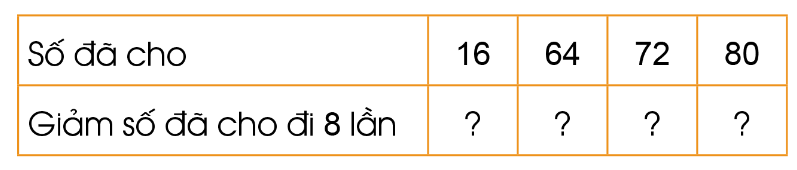 Số đã cho 16 64 72 80
Giảm số đã cho đi 8 lần ? ? ? ?